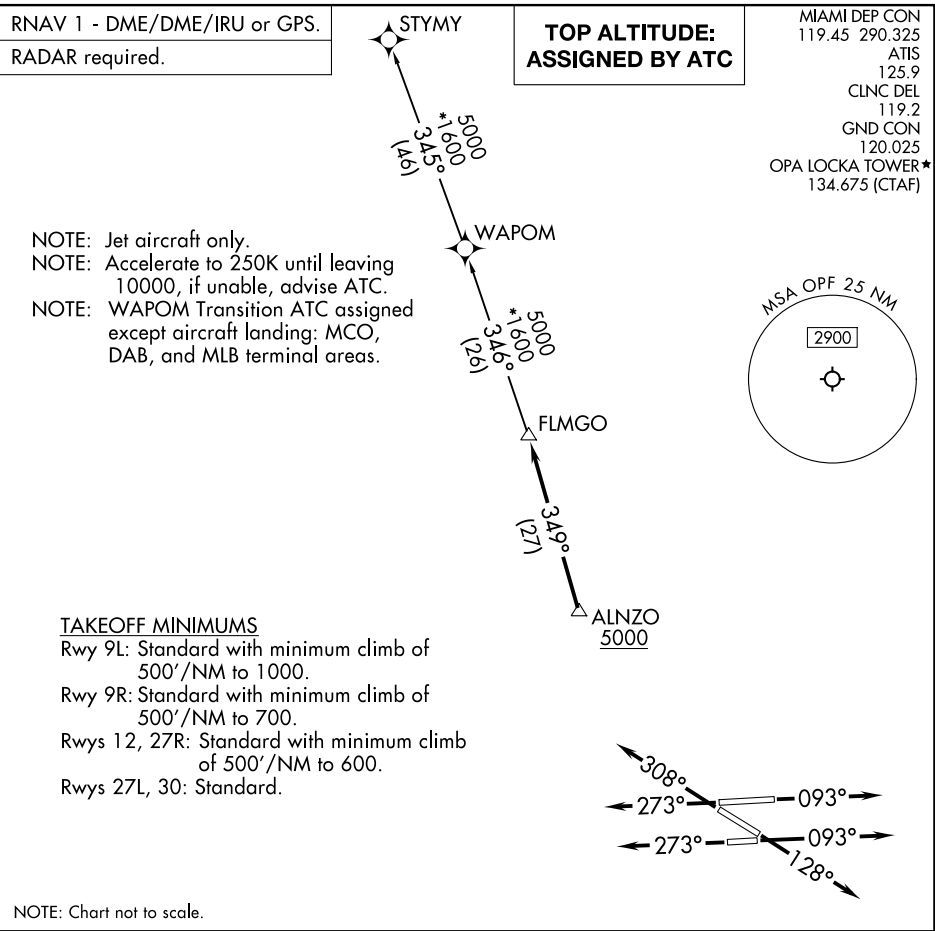 RNAV 1 - DME/DME/IRU or GPS.
RADAR required.
TOP ALTITUDE:
ASSIGNED BY ATC
MIAMI DEP CON
119.45 290.325
ATIS
125.9
CLNC DEL
119.2
GND CON
120.025
OPA LOCKA TOWER★
134.675 (CTAF)
STYMY
5000
*1600
345°
(46)
WAPOM
NOTE: Jet aircraft only.
NOTE: Accelerate to 250K until leaving
10000, if unable, advise ATC.
NOTE: WAPOM Transition ATC assigned
except aircraft landing: MCO,
DAB, and MLB terminal areas.
5000
*1600
346°
(26)
MSA OPF 25 NM
2900
FLMGO
349°
(27)
ALNZO
5000
TAKEOFF MINIMUMS
Rwy 9L: Standard with minimum climb of
500'/NM to 1000.
Rwy 9R: Standard with minimum climb of
500'/NM to 700.
Rwys 12, 27R: Standard with minimum climb
of 500'/NM to 600.
Rwys 27L, 30: Standard.
308°
273° 093°
273° 093°
128°
NOTE: Chart not to scale.